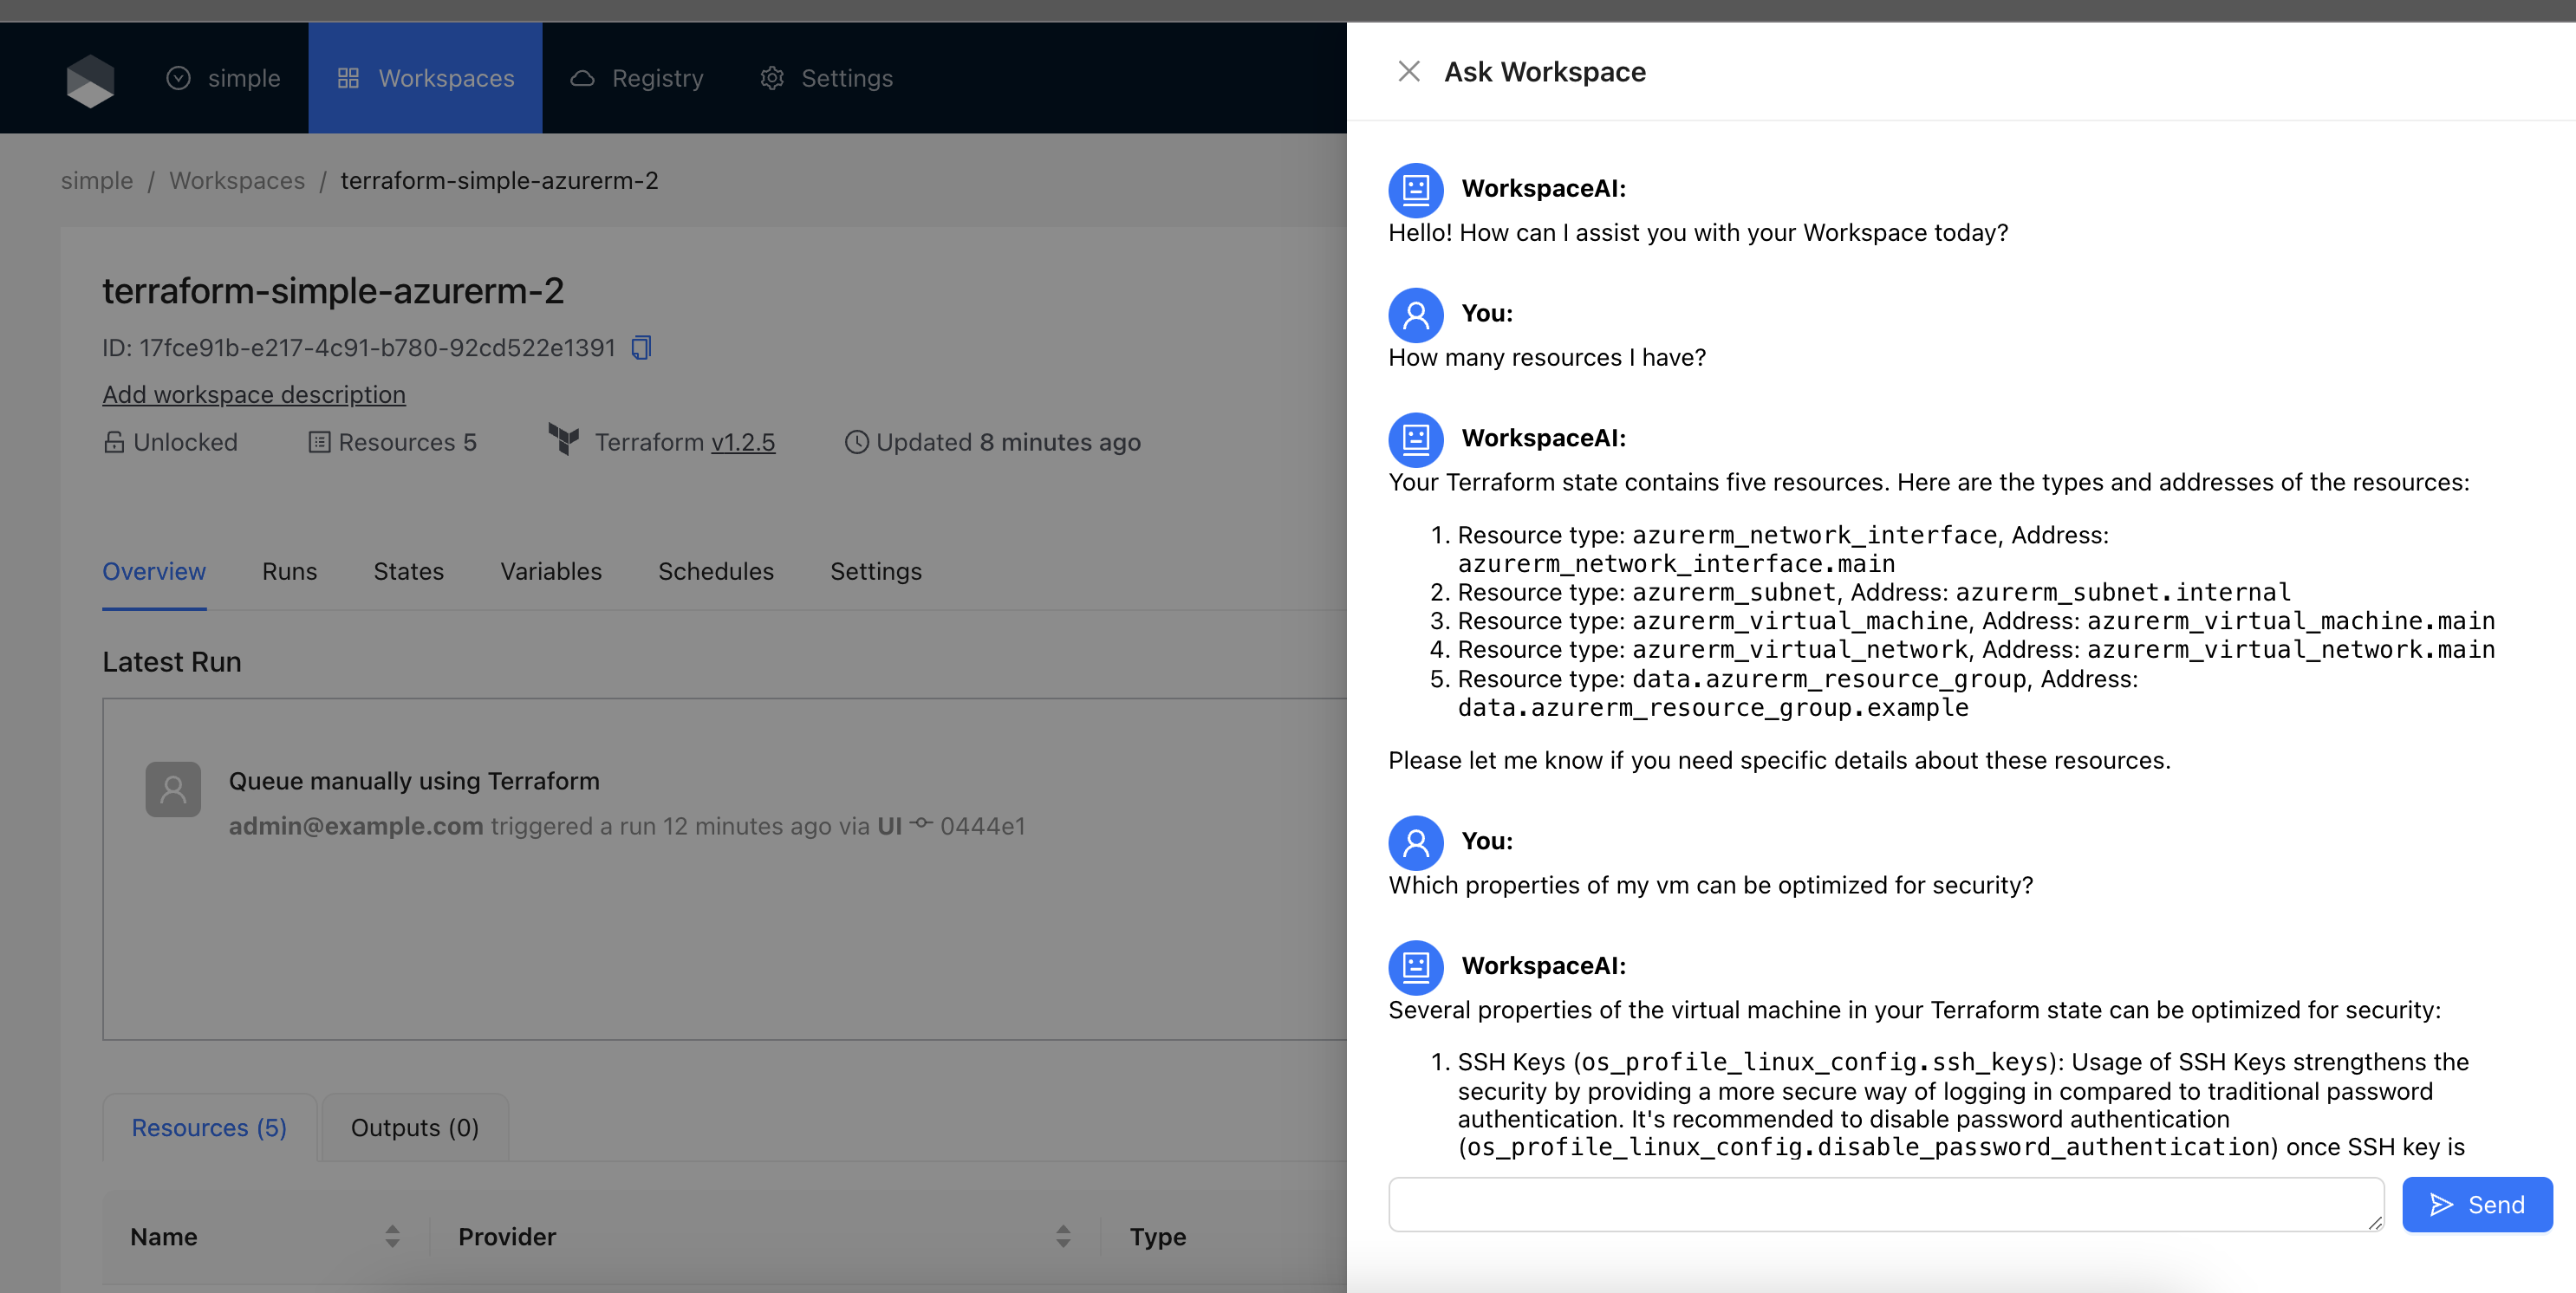 simple
Workspaces
Registry
Settings
simple / Workspaces / terraform-simple-azurerm-2
terraform-simple-azurerm-2
ID: 17fce91b-e217-4c91-b780-92cd522e1391
Add workspace description
Unlocked
Resources 5
Terraform v1.2.5
Updated 8 minutes ago
Overview
Runs
States
Variables
Schedules
Settings
Latest Run
Queue manually using Terraform
admin@example.com triggered a run 12 minutes ago via UI 0444e1
Resources (5)
Outputs (0)
Name
Provider
Type
Ask Workspace
WorkspaceAI:
Hello! How can I assist you with your Workspace today?
You:
How many resources I have?
WorkspaceAI:
Your Terraform state contains five resources. Here are the types and addresses of the resources:
1. Resource type: azurerm_network_interface, Address:
azurerm_network_interface.main
2. Resource type: azurerm_subnet, Address: azurerm_subnet.internal
3. Resource type: azurerm_virtual_machine, Address: azurerm_virtual_machine.main
4. Resource type: azurerm_virtual_network, Address: azurerm_virtual_network.main
5. Resource type: data.azurerm_resource_group, Address:
data.azurerm_resource_group.example
Please let me know if you need specific details about these resources.
You:
Which properties of my vm can be optimized for security?
WorkspaceAI:
Several properties of the virtual machine in your Terraform state can be optimized for security:
1. SSH Keys (os_profile_linux_config.ssh_keys): Usage of SSH Keys strengthens the
security by providing a more secure way of logging in compared to traditional password
authentication. It's recommended to disable password authentication
(os_profile_linux_config.disable_password_authentication) once SSH key is
Send